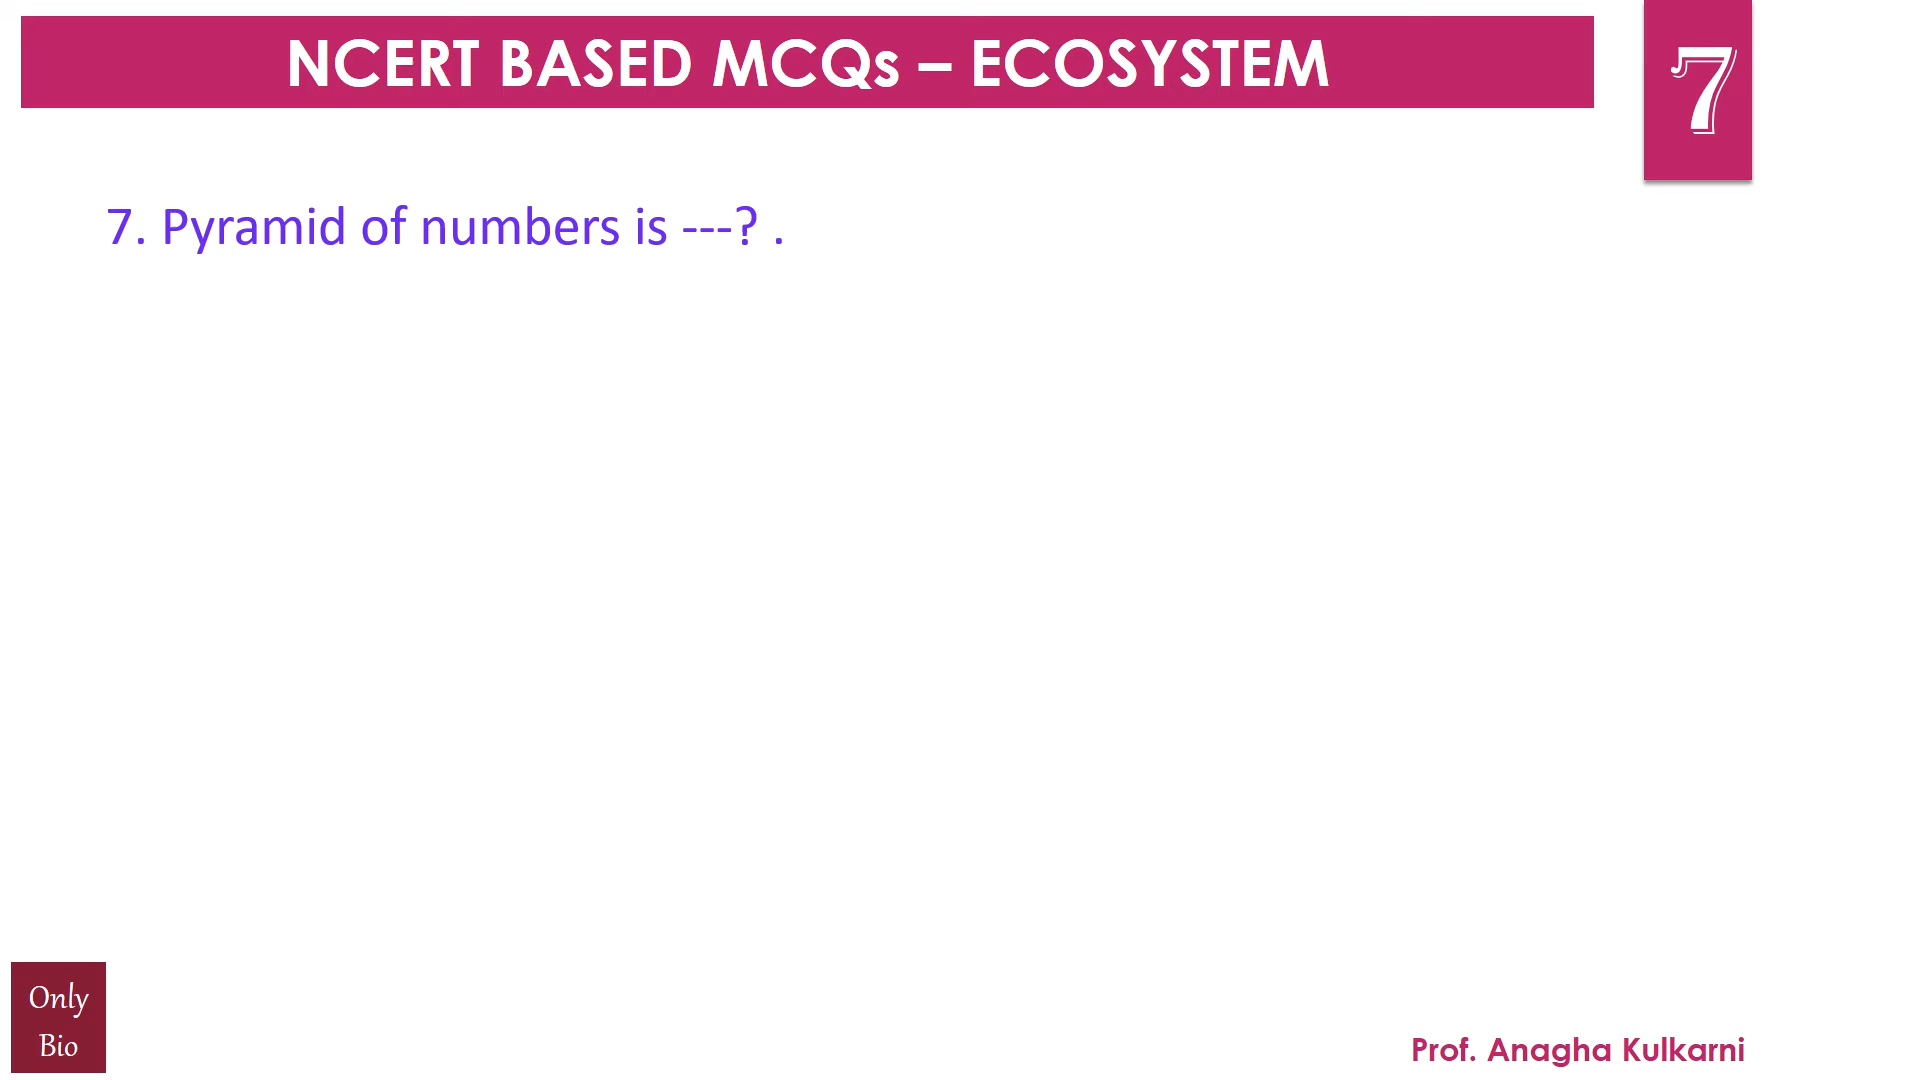 NCERT BASED MCQs – ECOSYSTEM
7
7. Pyramid of numbers is ---? .
Only
Bio
Prof. Anagha Kulkarni